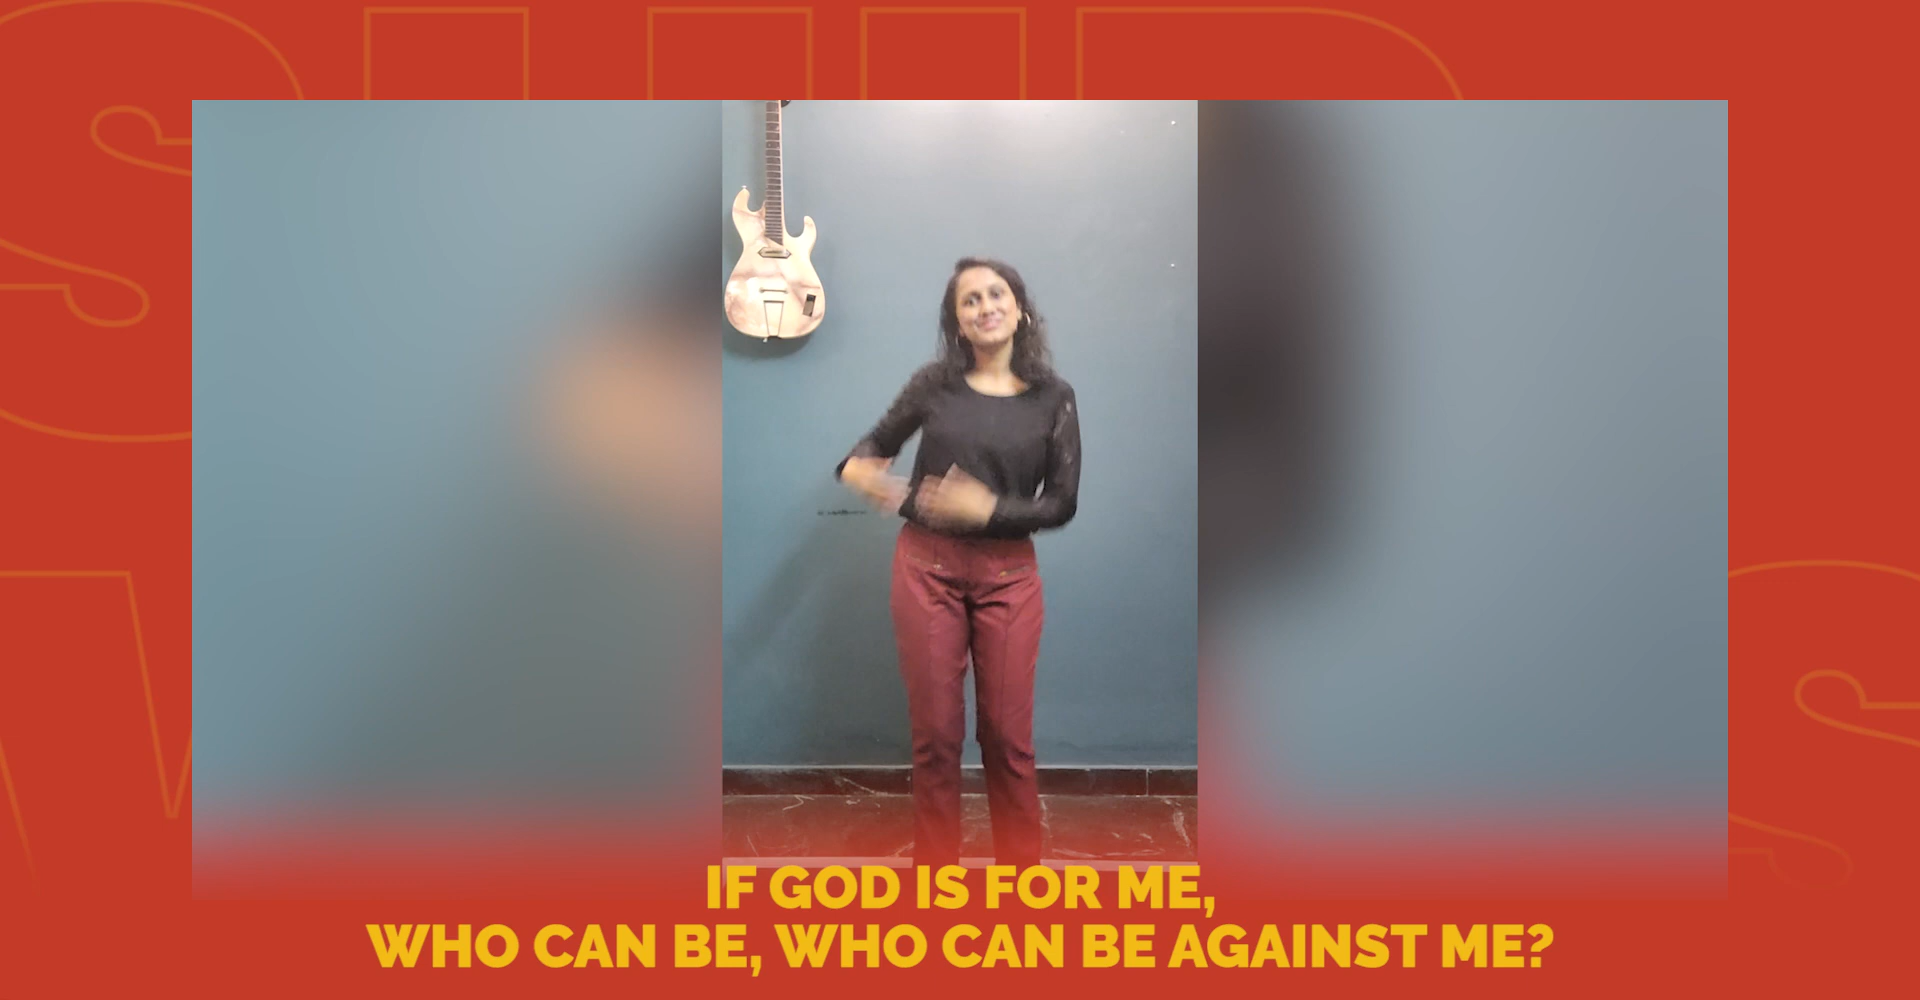 IF GOD IS FOR ME,
WHO CAN BE, WHO CAN BE AGAINST ME?